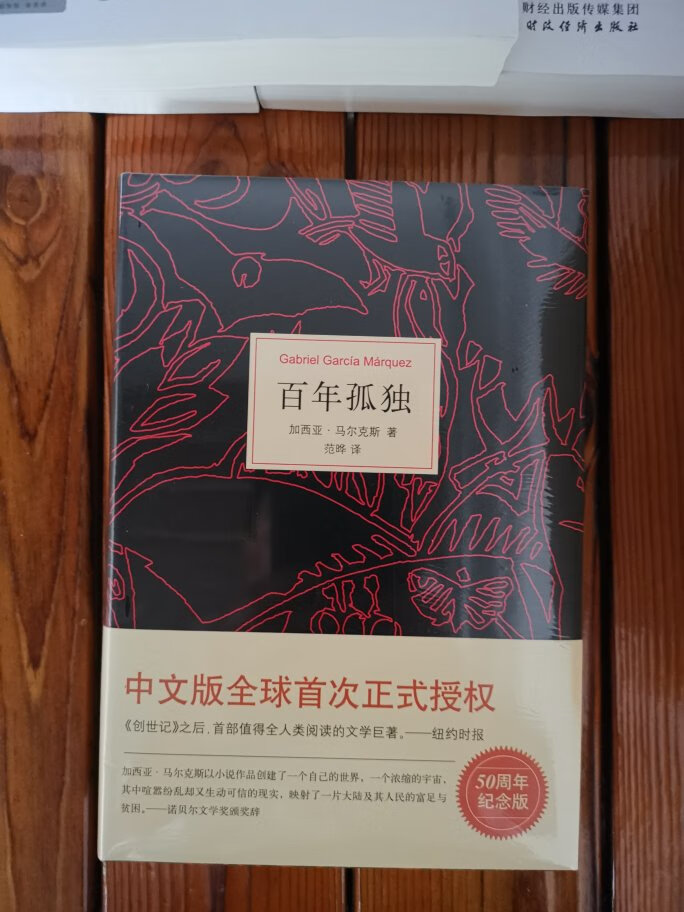 财经出版传媒集团
财政经济出版社
Gabriel García Márquez
百年孤独
加西亚·马尔克斯 著
范晔 译
中文版全球首次正式授权
《创世记》之后，首部值得全人类阅读的文学巨著。——纽约时报
加西亚·马尔克斯以小说作品创建了一个自己的世界，一个浓缩的宇宙，
其中喧嚣纷乱却又生动可信的现实，映射了一片大陆及其人民的富足与
贫困。——诺贝尔文学奖颁奖辞
50周年
纪念版